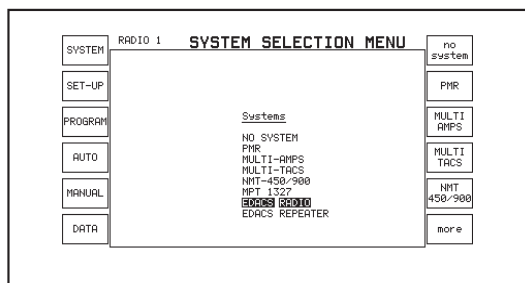 RADIO 1
SYSTEM SELECTION MENU
SYSTEM
SET-UP
PROGRAM
AUTO
MANUAL
DATA
Systems
NO SYSTEM
PMR
MULTI-AMPS
MULTI-TACS
NMT-450/900
MPT 1327
EDACS RADIO
EDACS REPEATER
no
system
PMR
MULTI
AMPS
MULTI
TACS
NMT
450/900
more